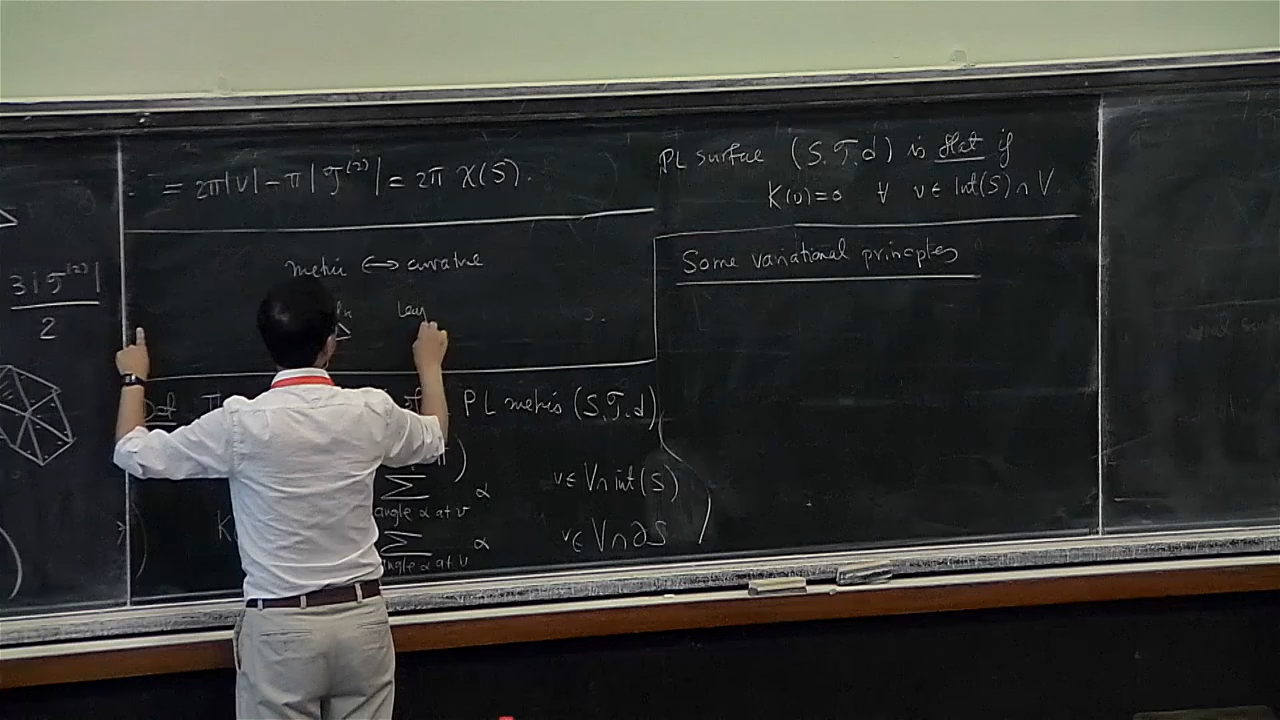 3|𝒯⁽²⁾|
2
= 2π|V| - π|𝒯⁽²⁾| = 2π χ(S).
metric ↔ curvature
Def
of PL metric (S,𝒯,d)
∑ α v ∈ V∩int(S)
angle α at v
∑ α v ∈ V∩∂S
angle α at v
PL surface (S,𝒯,d) is flat if
K(v)=0 ∀ v ∈ Int(S) ∩ V.
Some variational principles